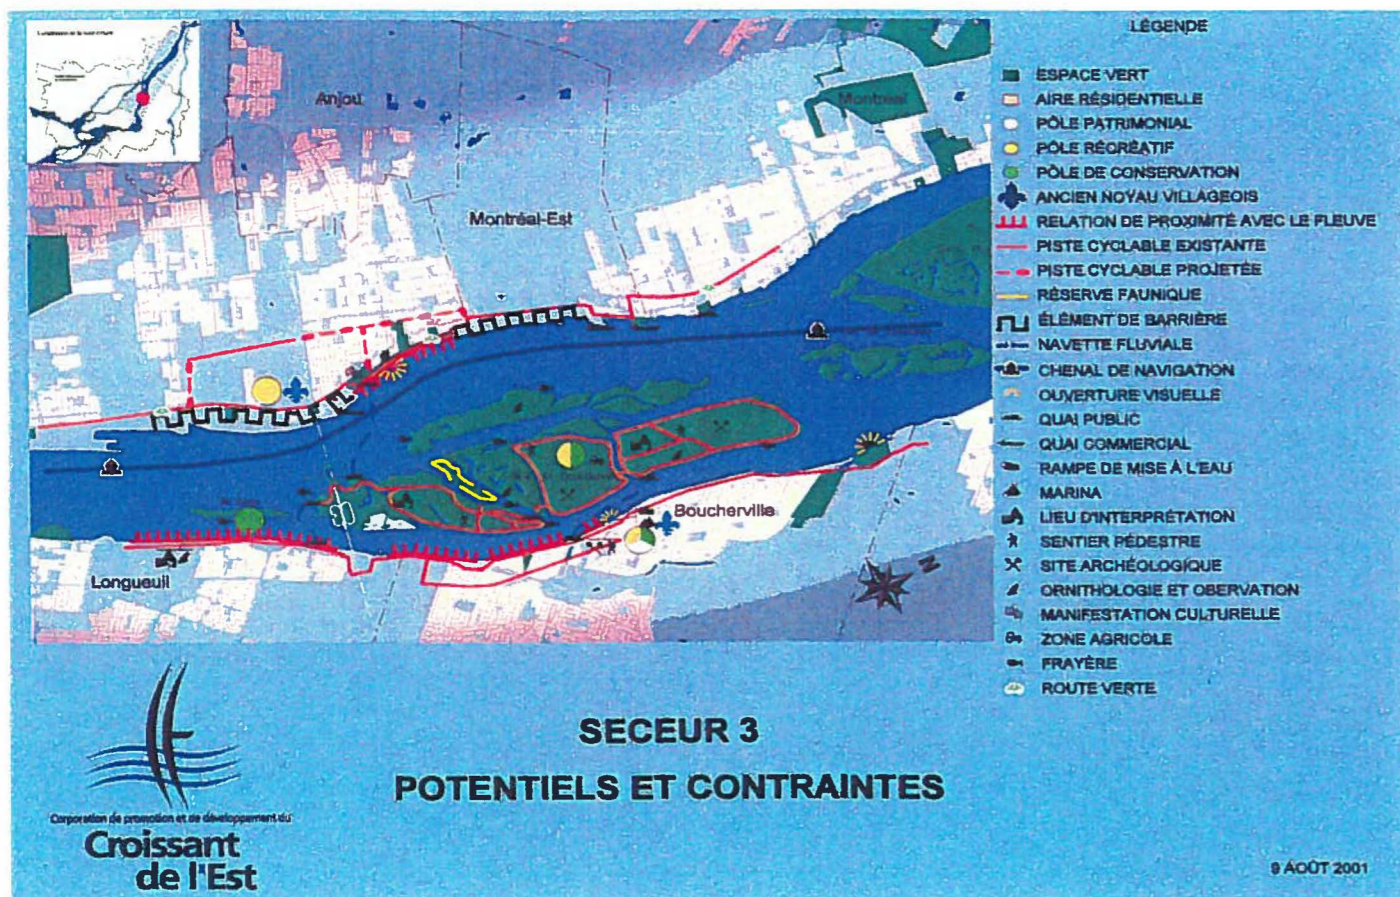 Anjou
Montréal
Montréal-Est
Boucherville
Longueuil
N
LÉGENDE
ESPACE VERT
AIRE RÉSIDENTIELLE
PÔLE PATRIMONIAL
PÔLE RÉCRÉATIF
PÔLE DE CONSERVATION
ANCIEN NOYAU VILLAGEOIS
RELATION DE PROXIMITÉ AVEC LE FLEUVE
PISTE CYCLABLE EXISTANTE
PISTE CYCLABLE PROJETÉE
RÉSERVE FAUNIQUE
ÉLÉMENT DE BARRIÈRE
NAVETTE FLUVIALE
CHENAL DE NAVIGATION
OUVERTURE VISUELLE
QUAI PUBLIC
QUAI COMMERCIAL
RAMPE DE MISE À L'EAU
MARINA
LIEU D'INTERPRÉTATION
SENTIER PÉDESTRE
SITE ARCHÉOLOGIQUE
ORNITHOLOGIE ET OBERVATION
MANIFESTATION CULTURELLE
ZONE AGRICOLE
FRAYÈRE
ROUTE VERTE
SECEUR 3
POTENTIELS ET CONTRAINTES
Corporation de promotion et de développement du
Croissant
de l'Est
9 AOÛT 2001